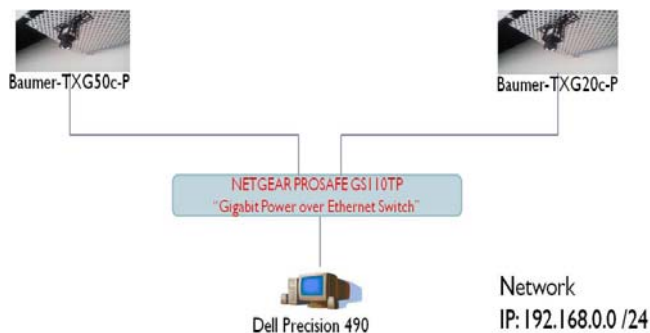 Baumer-TXG50c-P
Baumer-TXG20c-P
NETGEAR PROSAFE GS110TP
"Gigabit Power over Ethernet Switch"
Dell Precision 490
Network
IP: 192.168.0.0 /24